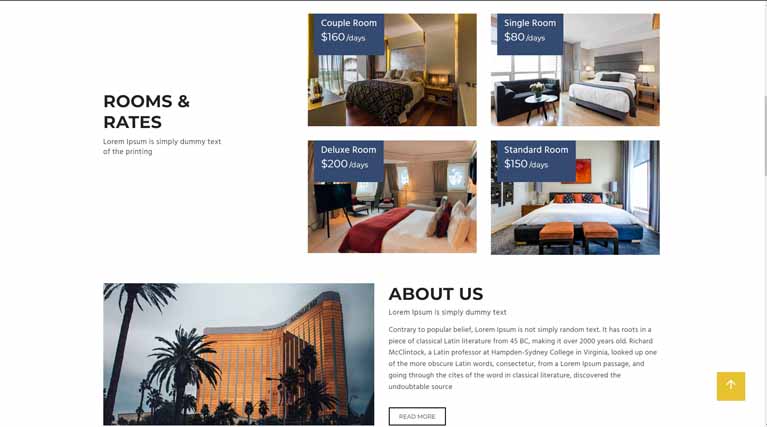 Couple Room
$160/days
Single Room
$80/days
ROOMS &
RATES
Lorem Ipsum is simply dummy text
of the printing
Deluxe Room
$200/days
Standard Room
$150/days
ABOUT US
Lorem Ipsum is simply dummy text
Contrary to popular belief, Lorem Ipsum is not simply random text. It has roots in a
piece of classical Latin literature from 45 BC, making it over 2000 years old. Richard
McClintock, a Latin professor at Hampden-Sydney College in Virginia, looked up one
of the more obscure Latin words, consectetur, from a Lorem Ipsum passage, and
going through the cites of the word in classical literature, discovered the
undoubtable source
READ MORE